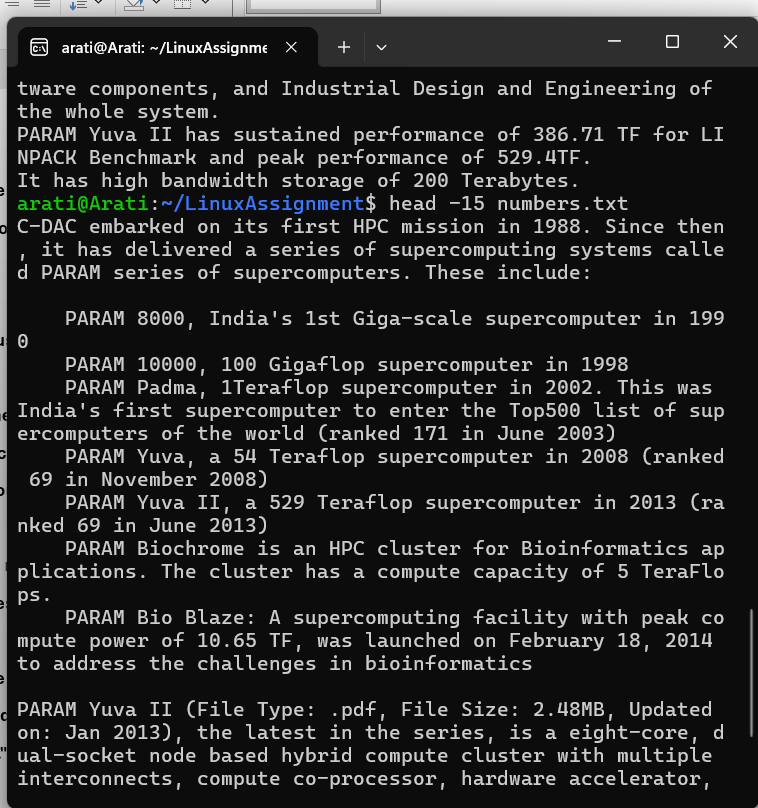 arati@Arati: ~/LinuxAssignme
tware components, and Industrial Design and Engineering of
the whole system.
PARAM Yuva II has sustained performance of 386.71 TF for LI
NPACK Benchmark and peak performance of 529.4TF.
It has high bandwidth storage of 200 Terabytes.
arati@Arati:~/LinuxAssignment$ head -15 numbers.txt
C-DAC embarked on its first HPC mission in 1988. Since then
, it has delivered a series of supercomputing systems calle
d PARAM series of supercomputers. These include:
PARAM 8000, India's 1st Giga-scale supercomputer in 199
0
PARAM 10000, 100 Gigaflop supercomputer in 1998
PARAM Padma, 1Teraflop supercomputer in 2002. This was
India's first supercomputer to enter the Top500 list of sup
ercomputers of the world (ranked 171 in June 2003)
PARAM Yuva, a 54 Teraflop supercomputer in 2008 (ranked
69 in November 2008)
PARAM Yuva II, a 529 Teraflop supercomputer in 2013 (ra
nked 69 in June 2013)
PARAM Biochrome is an HPC cluster for Bioinformatics ap
plications. The cluster has a compute capacity of 5 TeraFlo
ps.
PARAM Bio Blaze: A supercomputing facility with peak co
mpute power of 10.65 TF, was launched on February 18, 2014
to address the challenges in bioinformatics
PARAM Yuva II (File Type: .pdf, File Size: 2.48MB, Updated
on: Jan 2013), the latest in the series, is a eight-core, d
ual-socket node based hybrid compute cluster with multiple
interconnects, compute co-processor, hardware accelerator,